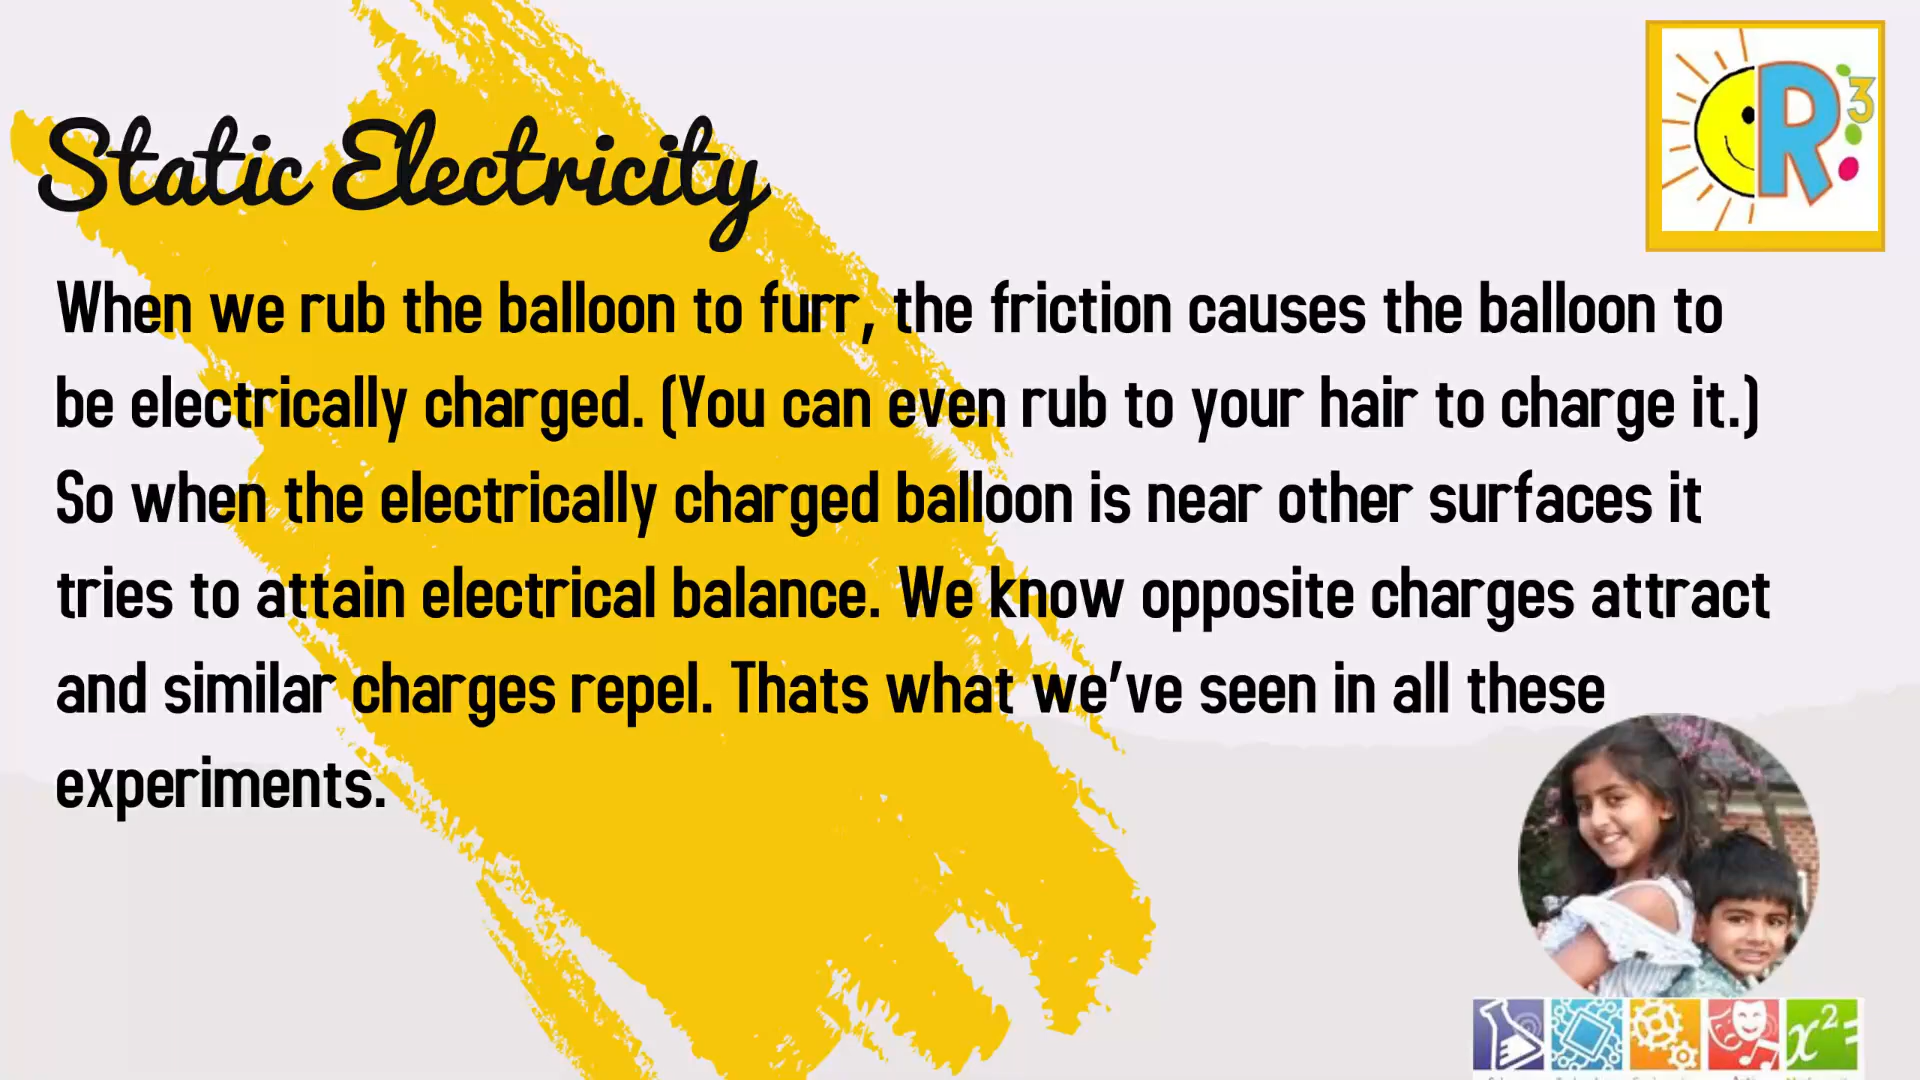 Static Electricity
R3
When we rub the balloon to furr, the friction causes the balloon to
be electrically charged. (You can even rub to your hair to charge it.)
So when the electrically charged balloon is near other surfaces it
tries to attain electrical balance. We know opposite charges attract
and similar charges repel. Thats what we've seen in all these
experiments.
x2=